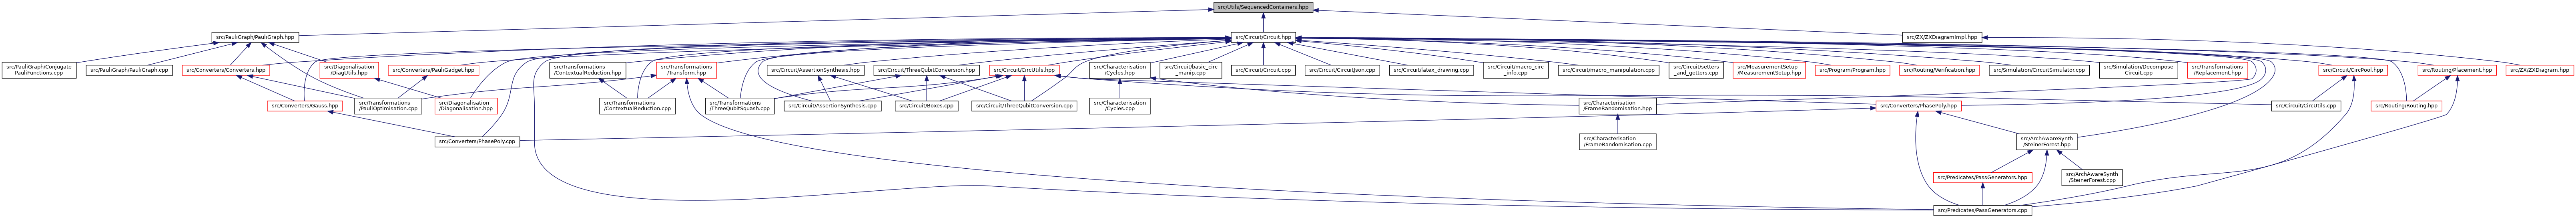 src/Utils/SequencedContainers.hpp
src/PauliGraph/PauliGraph.hpp
src/Circuit/Circuit.hpp
src/ZX/ZXDiagramImpl.hpp
src/PauliGraph/Conjugate
PauliFunctions.cpp
src/PauliGraph/PauliGraph.cpp
src/Converters/Converters.hpp
src/Diagonalisation
/DiagUtils.hpp
src/Converters/PauliGadget.hpp
src/Transformations
/ContextualReduction.hpp
src/Transformations
/Transform.hpp
src/Circuit/AssertionSynthesis.hpp
src/Circuit/ThreeQubitConversion.hpp
src/Circuit/CircUtils.hpp
src/Characterisation
/Cycles.hpp
src/Circuit/basic_circ
_manip.cpp
src/Circuit/Circuit.cpp
src/Circuit/CircuitJson.cpp
src/Circuit/latex_drawing.cpp
src/Circuit/macro_circ
_info.cpp
src/Circuit/macro_manipulation.cpp
src/Circuit/setters
_and_getters.cpp
src/MeasurementSetup
/MeasurementSetup.hpp
src/Program/Program.hpp
src/Routing/Verification.hpp
src/Simulation/CircuitSimulator.cpp
src/Simulation/Decompose
Circuit.cpp
src/Transformations
/Replacement.hpp
src/Circuit/CircPool.hpp
src/Routing/Placement.hpp
src/ZX/ZXDiagram.hpp
src/Converters/Gauss.hpp
src/Transformations
/PauliOptimisation.cpp
src/Diagonalisation
/Diagonalisation.hpp
src/Transformations
/ContextualReduction.cpp
src/Transformations
/ThreeQubitSquash.cpp
src/Circuit/AssertionSynthesis.cpp
src/Circuit/Boxes.cpp
src/Circuit/ThreeQubitConversion.cpp
src/Characterisation
/Cycles.cpp
src/Characterisation
/FrameRandomisation.hpp
src/Converters/PhasePoly.hpp
src/Circuit/CircUtils.cpp
src/Routing/Routing.hpp
src/Converters/PhasePoly.cpp
src/Characterisation
/FrameRandomisation.cpp
src/ArchAwareSynth
/SteinerForest.hpp
src/Predicates/PassGenerators.hpp
src/ArchAwareSynth
/SteinerForest.cpp
src/Predicates/PassGenerators.cpp